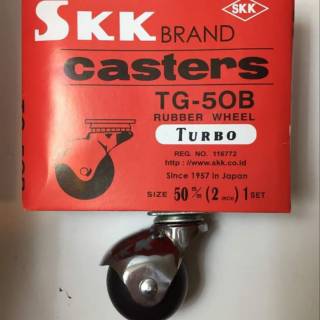 SKK BRAND
SKK
casters
TG-50B
RUBBER WHEEL
TURBO
REG. NO. 116772
http : //www.skk.co.id
Since 1957 in Japan
SIZE 50 m/m (2 INCH) 1 SET